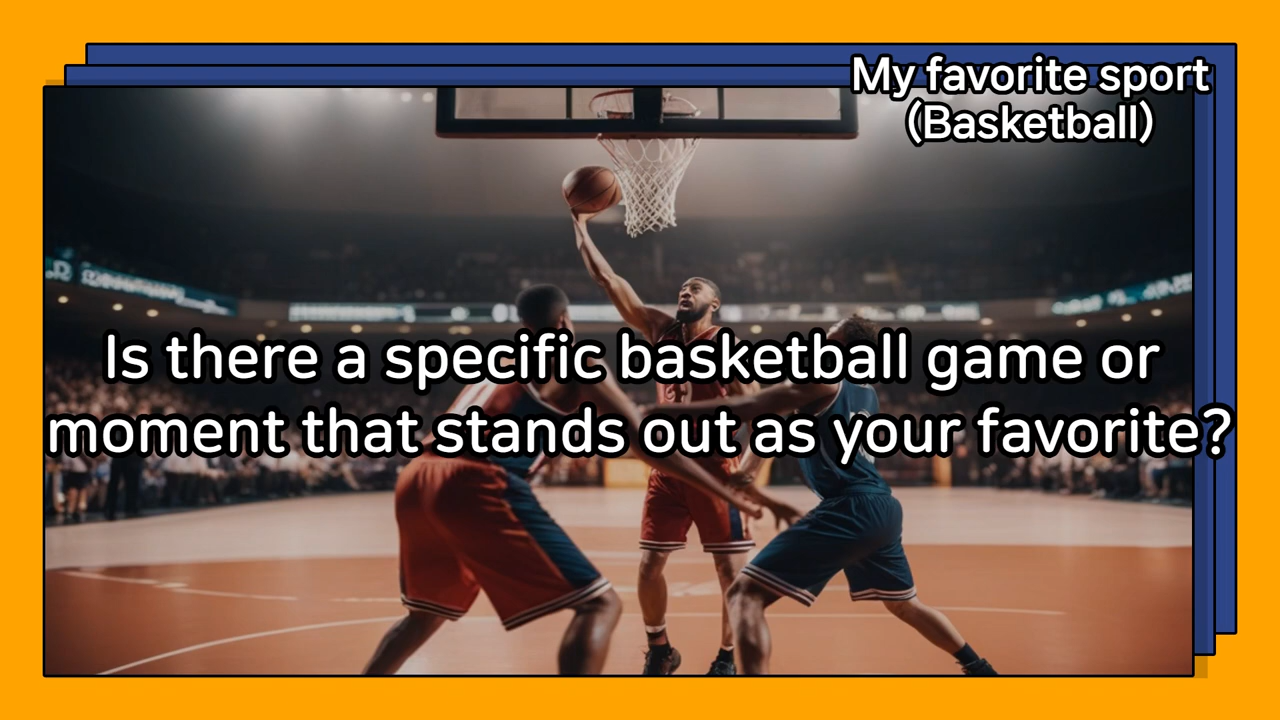 My favorite sport
(Basketball)
Is there a specific basketball game or
moment that stands out as your favorite?